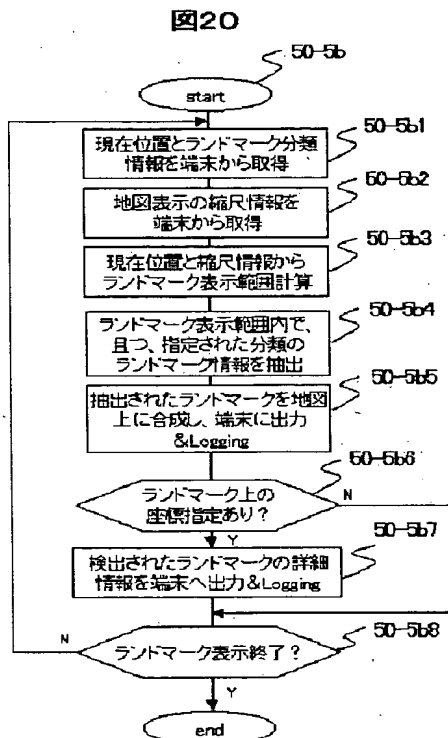 図20
50-5b
start
50-5b1
現在位置とランドマーク分類
情報を端末から取得
50-5b2
地図表示の縮尺情報を
端末から取得
50-5b3
現在位置と縮尺情報から
ランドマーク表示範囲計算
50-5b4
ランドマーク表示範囲内で、
且つ、指定された分類の
ランドマーク情報を抽出
50-5b5
抽出されたランドマークを地図
上に合成し、端末に出力
&Logging
50-5b6
ランドマーク上の
座標指定あり?
N
Y
50-5b7
検出されたランドマークの詳細
情報を端末へ出力&Logging
N
ランドマーク表示終了?
50-5b8
Y
end